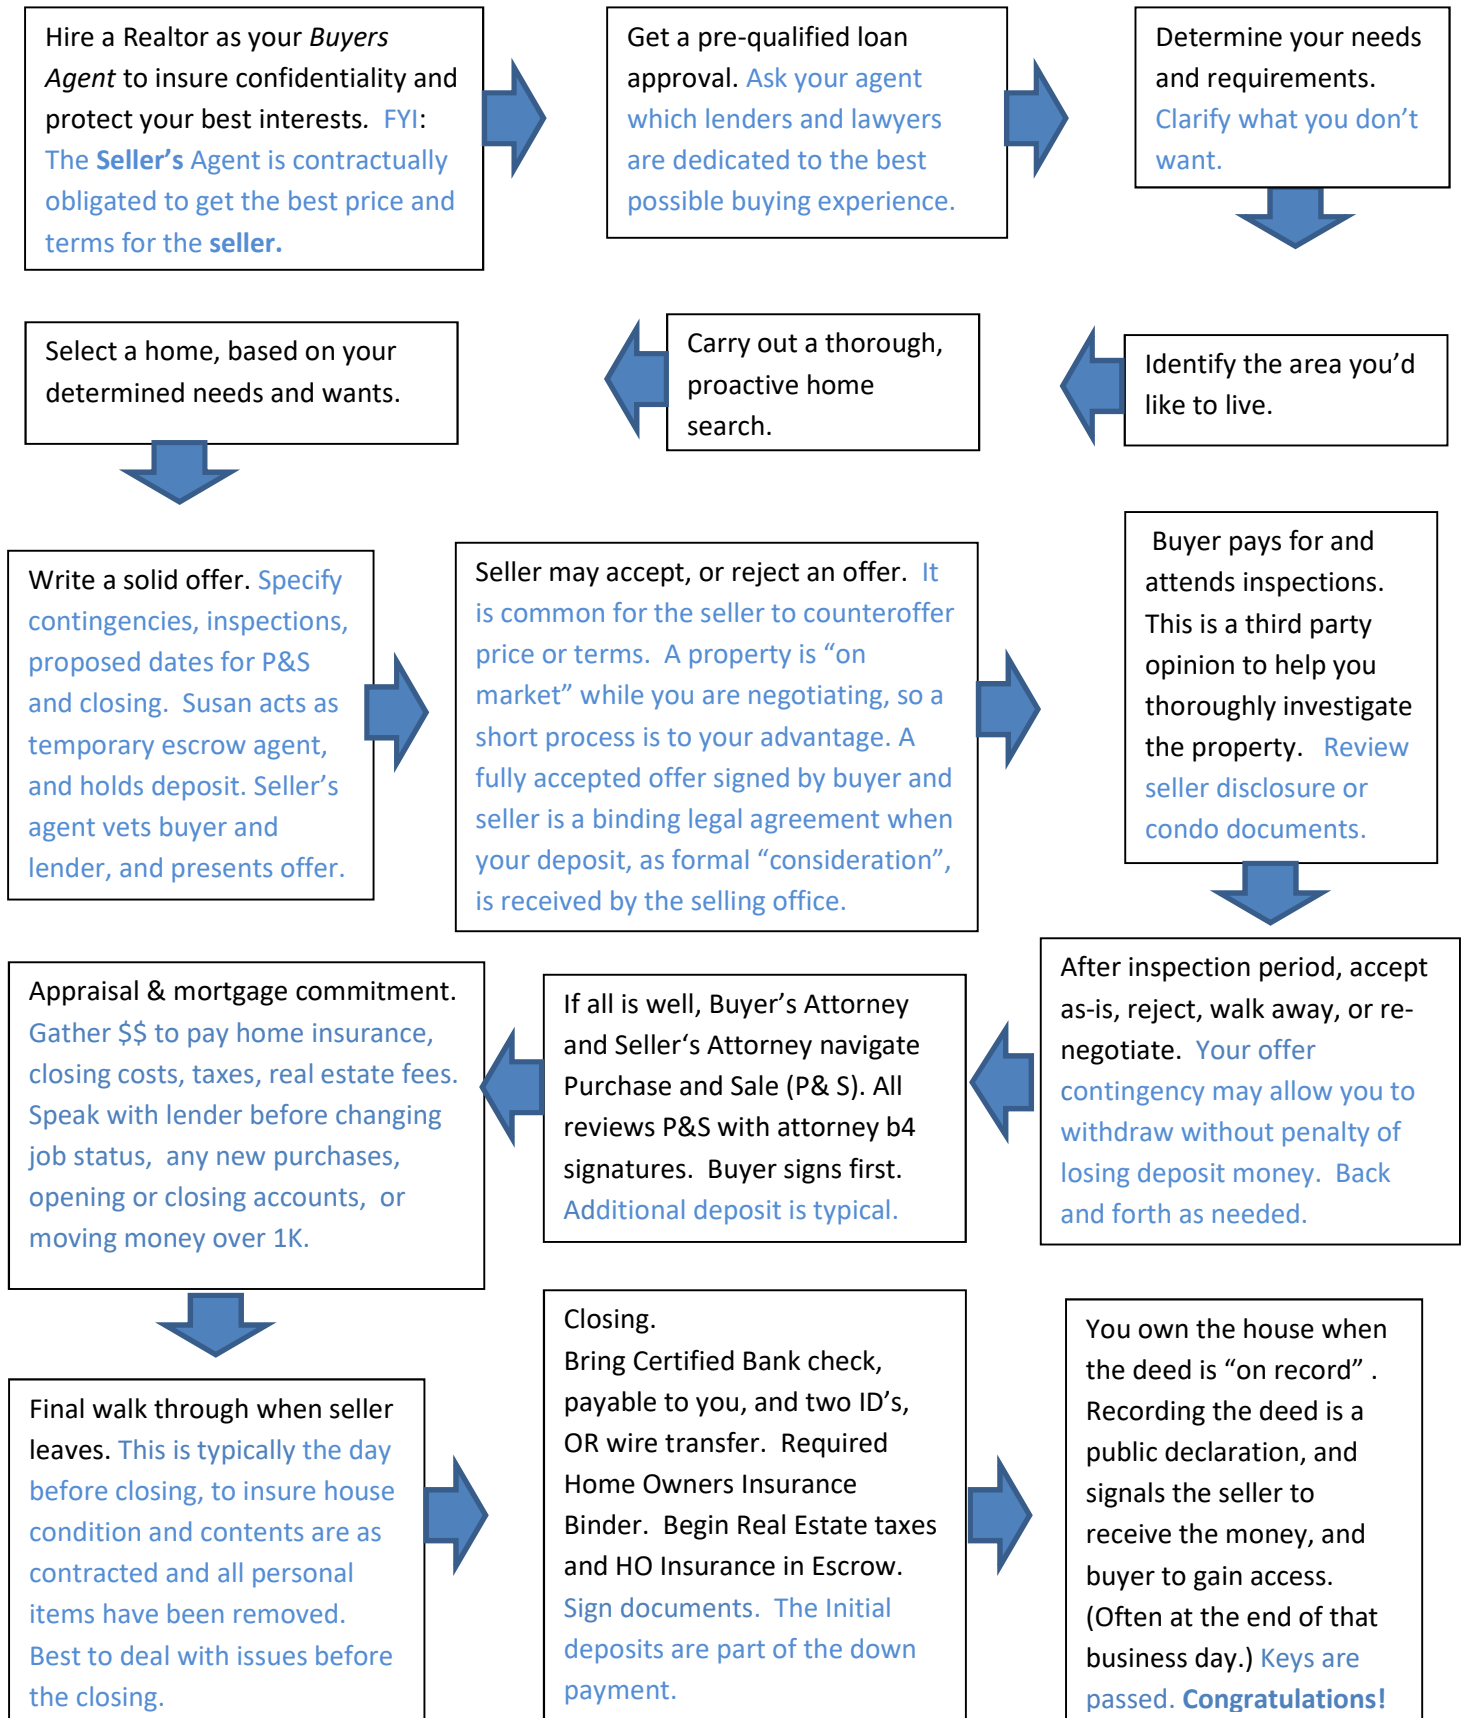 Hire a Realtor as your Buyers
Agent to insure confidentiality and
protect your best interests. FYI:
The Seller’s Agent is contractually
obligated to get the best price and
terms for the seller.
Get a pre-qualified loan
approval. Ask your agent
which lenders and lawyers
are dedicated to the best
possible buying experience.
Determine your needs
and requirements.
Clarify what you don’t
want.
Identify the area you’d
like to live.
Carry out a thorough,
proactive home
search.
Select a home, based on your
determined needs and wants.
Write a solid offer. Specify
contingencies, inspections,
proposed dates for P&S
and closing. Susan acts as
temporary escrow agent,
and holds deposit. Seller’s
agent vets buyer and
lender, and presents offer.
Seller may accept, or reject an offer. It
is common for the seller to counteroffer
price or terms. A property is “on
market” while you are negotiating, so a
short process is to your advantage. A
fully accepted offer signed by buyer and
seller is a binding legal agreement when
your deposit, as formal “consideration”,
is received by the selling office.
Buyer pays for and
attends inspections.
This is a third party
opinion to help you
thoroughly investigate
the property. Review
seller disclosure or
condo documents.
After inspection period, accept
as-is, reject, walk away, or re-
negotiate. Your offer
contingency may allow you to
withdraw without penalty of
losing deposit money. Back
and forth as needed.
If all is well, Buyer’s Attorney
and Seller‘s Attorney navigate
Purchase and Sale (P& S). All
reviews P&S with attorney b4
signatures. Buyer signs first.
Additional deposit is typical.
Appraisal & mortgage commitment.
Gather $$ to pay home insurance,
closing costs, taxes, real estate fees.
Speak with lender before changing
job status, any new purchases,
opening or closing accounts, or
moving money over 1K.
Final walk through when seller
leaves. This is typically the day
before closing, to insure house
condition and contents are as
contracted and all personal
items have been removed.
Best to deal with issues before
the closing.
Closing.
Bring Certified Bank check,
payable to you, and two ID’s,
OR wire transfer. Required
Home Owners Insurance
Binder. Begin Real Estate taxes
and HO Insurance in Escrow.
Sign documents. The Initial
deposits are part of the down
payment.
You own the house when
the deed is “on record” .
Recording the deed is a
public declaration, and
signals the seller to
receive the money, and
buyer to gain access.
(Often at the end of that
business day.) Keys are
passed. Congratulations!